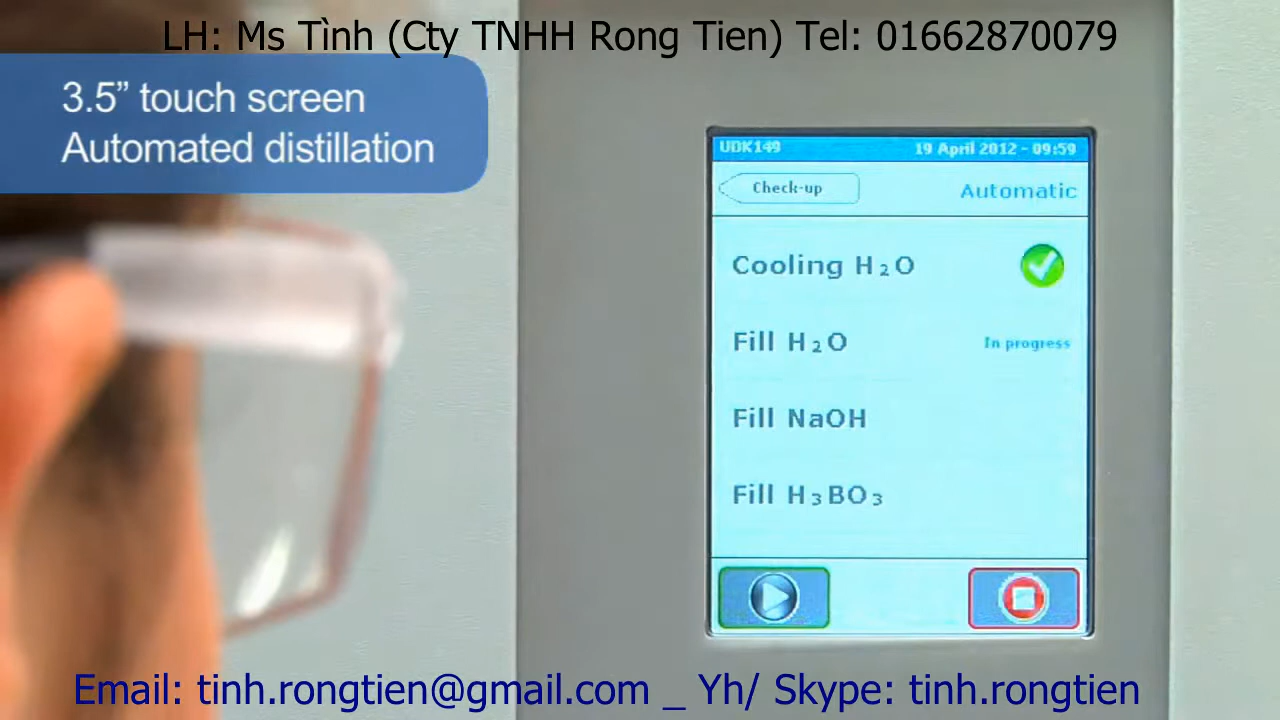 LH: Ms Tình (Cty TNHH Rong Tien) Tel: 01662870079
3.5” touch screen
Automated distillation
UDK149 19 April 2012 - 09:59
Check-up Automatic
Cooling H₂O
Fill H₂O In progress
Fill NaOH
Fill H₃BO₃
Email: tinh.rongtien@gmail.com _ Yh/ Skype: tinh.rongtien